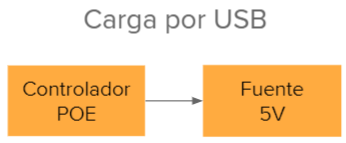 Carga por USB
Controlador
POE
Fuente
5V